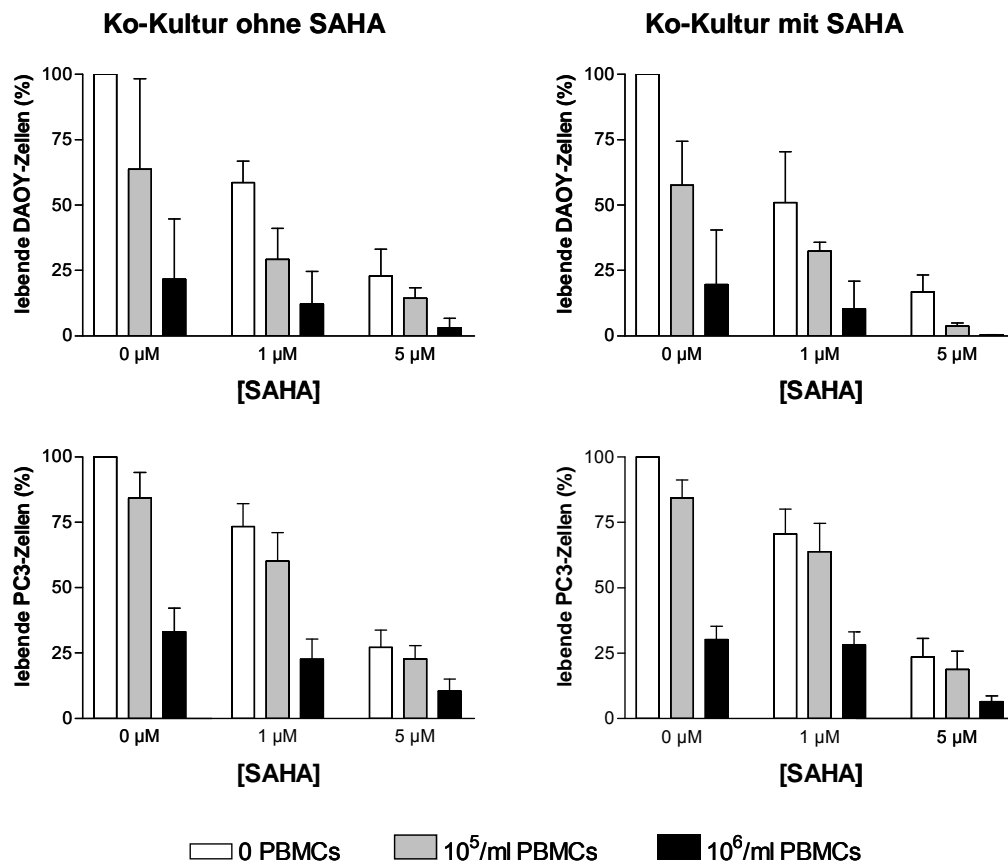 Ko-Kultur ohne SAHA
lebende DAOY-Zellen (%)
100
75
50
25
0
0 µM 1 µM 5 µM
[SAHA]
Ko-Kultur mit SAHA
lebende DAOY-Zellen (%)
100
75
50
25
0
0 µM 1 µM 5 µM
[SAHA]
lebende PC3-Zellen (%)
100
75
50
25
0
0 µM 1 µM 5 µM
[SAHA]
lebende PC3-Zellen (%)
100
75
50
25
0
0 µM 1 µM 5 µM
[SAHA]
0 PBMCs 10⁵/ml PBMCs 10⁶/ml PBMCs